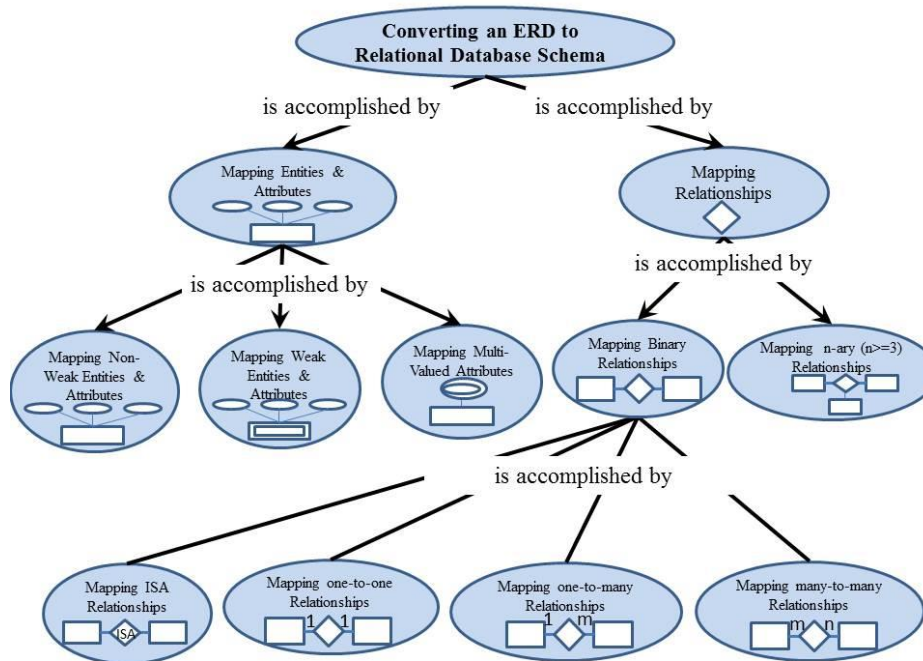 Converting an ERD to
Relational Database Schema
is accomplished by
is accomplished by
Mapping Entities &
Attributes
Mapping
Relationships
is accomplished by
is accomplished by
Mapping Non-
Weak Entities &
Attributes
Mapping Weak
Entities &
Attributes
Mapping Multi-
Valued Attributes
Mapping Binary
Relationships
Mapping n-ary (n>=3)
Relationships
is accomplished by
Mapping ISA
Relationships
ISA
Mapping one-to-one
Relationships
1 1
Mapping one-to-many
Relationships
1 m
Mapping many-to-many
Relationships
m n